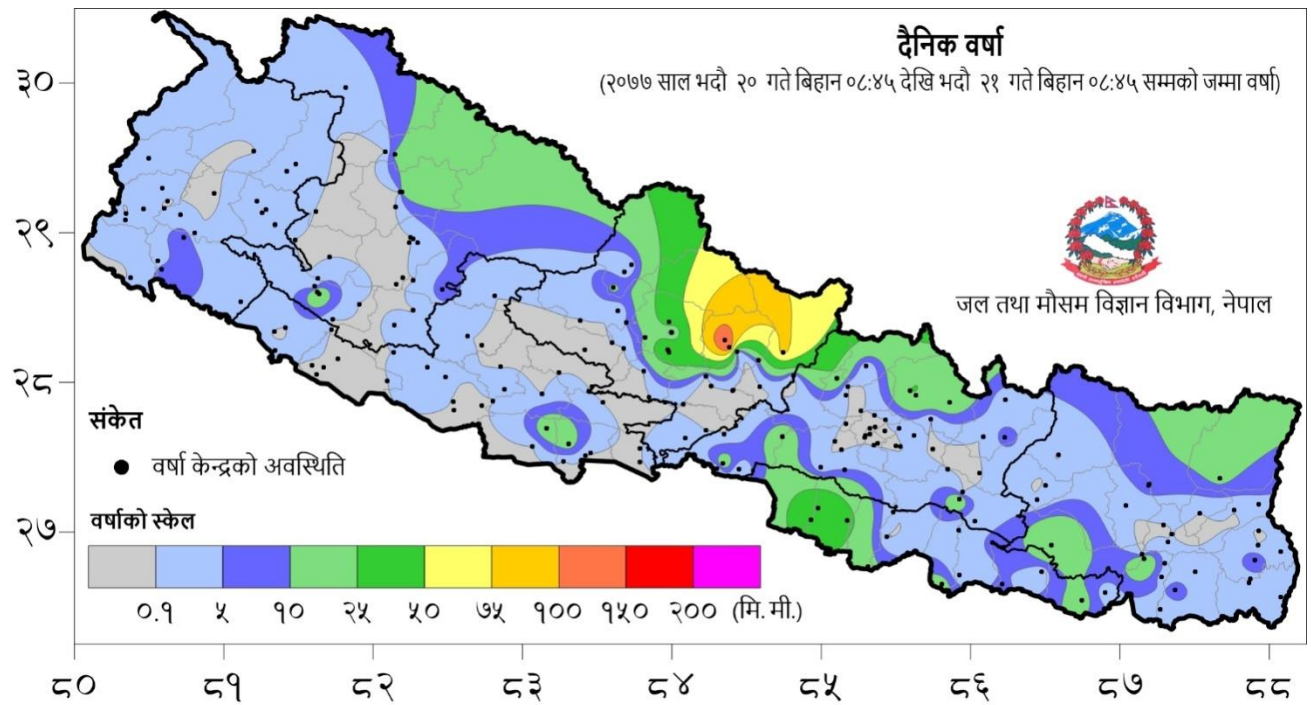 दैनिक वर्षा
(२०७७ साल भदौ २० गते बिहान ०८:४५ देखि भदौ २१ गते बिहान ०८:४५ सम्मको जम्मा वर्षा)
३०
२९
२८
२७
जल तथा मौसम विज्ञान विभाग, नेपाल
संकेत
वर्षा केन्द्रको अवस्थिति
वर्षाको स्केल
०.१ ५ १० २५ ५० ७५ १०० १५० २०० (मि. मी.)
८० ८१ ८२ ८३ ८४ ८५ ८६ ८७ ८८